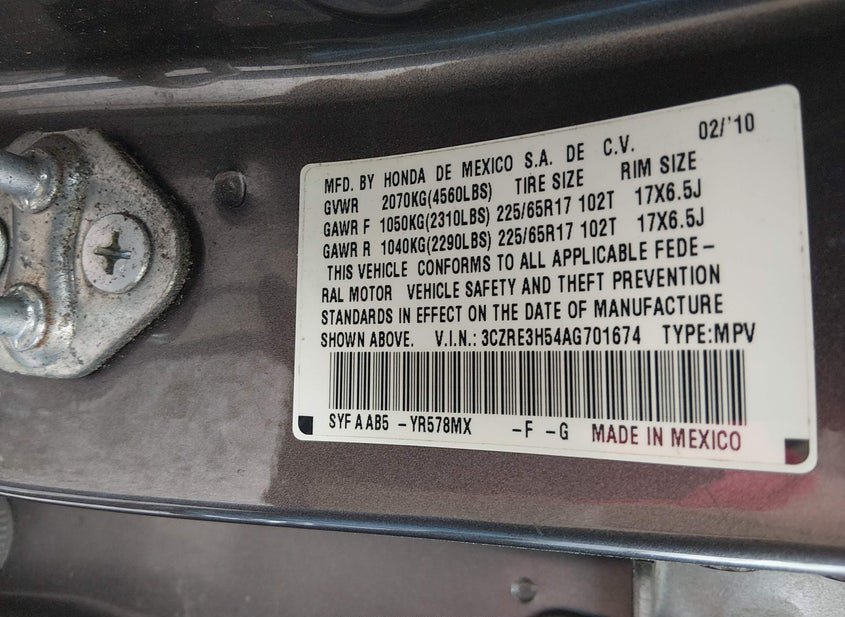 MFD. BY HONDA DE MEXICO S.A. DE C.V. 02/'10
GVWR 2070KG(4560LBS) TIRE SIZE RIM SIZE
GAWR F 1050KG(2310LBS) 225/65R17 102T 17X6.5J
GAWR R 1040KG(2290LBS) 225/65R17 102T 17X6.5J
THIS VEHICLE CONFORMS TO ALL APPLICABLE FEDE-
RAL MOTOR VEHICLE SAFETY AND THEFT PREVENTION
STANDARDS IN EFFECT ON THE DATE OF MANUFACTURE
SHOWN ABOVE. V.I.N.: 3CZRE3H54AG701674 TYPE:MPV
SYF A AB5 -YR578MX -F -G MADE IN MEXICO